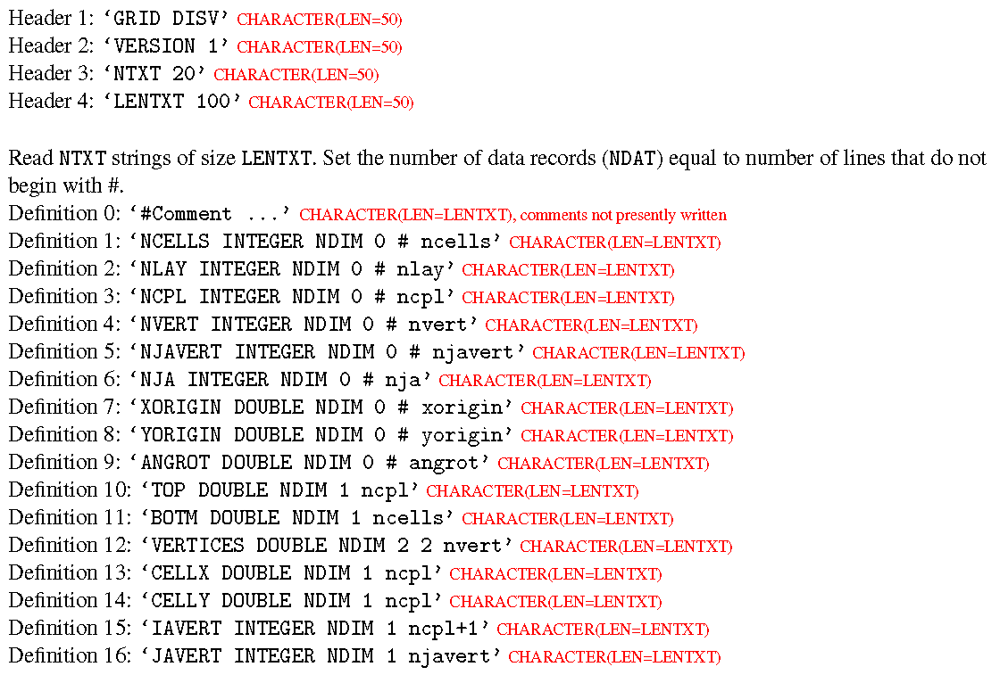 Header 1: ‘GRID DISV’ CHARACTER(LEN=50)
Header 2: ‘VERSION 1’ CHARACTER(LEN=50)
Header 3: ‘NTXT 20’ CHARACTER(LEN=50)
Header 4: ‘LENTXT 100’ CHARACTER(LEN=50)
Read NTXT strings of size LENTXT. Set the number of data records (NDAT) equal to number of lines that do not
begin with #.
Definition 0: ‘#Comment ...’ CHARACTER(LEN=LENTXT), comments not presently written
Definition 1: ‘NCELLS INTEGER NDIM 0 # ncells’ CHARACTER(LEN=LENTXT)
Definition 2: ‘NLAY INTEGER NDIM 0 # nlay’ CHARACTER(LEN=LENTXT)
Definition 3: ‘NCPL INTEGER NDIM 0 # ncpl’ CHARACTER(LEN=LENTXT)
Definition 4: ‘NVERT INTEGER NDIM 0 # nvert’ CHARACTER(LEN=LENTXT)
Definition 5: ‘NJAVERT INTEGER NDIM 0 # njavert’ CHARACTER(LEN=LENTXT)
Definition 6: ‘NJA INTEGER NDIM 0 # nja’ CHARACTER(LEN=LENTXT)
Definition 7: ‘XORIGIN DOUBLE NDIM 0 # xorigin’ CHARACTER(LEN=LENTXT)
Definition 8: ‘YORIGIN DOUBLE NDIM 0 # yorigin’ CHARACTER(LEN=LENTXT)
Definition 9: ‘ANGROT DOUBLE NDIM 0 # angrot’ CHARACTER(LEN=LENTXT)
Definition 10: ‘TOP DOUBLE NDIM 1 ncpl’ CHARACTER(LEN=LENTXT)
Definition 11: ‘BOTM DOUBLE NDIM 1 ncells’ CHARACTER(LEN=LENTXT)
Definition 12: ‘VERTICES DOUBLE NDIM 2 2 nvert’ CHARACTER(LEN=LENTXT)
Definition 13: ‘CELLX DOUBLE NDIM 1 ncpl’ CHARACTER(LEN=LENTXT)
Definition 14: ‘CELLY DOUBLE NDIM 1 ncpl’ CHARACTER(LEN=LENTXT)
Definition 15: ‘IAVERT INTEGER NDIM 1 ncpl+1’ CHARACTER(LEN=LENTXT)
Definition 16: ‘JAVERT INTEGER NDIM 1 njavert’ CHARACTER(LEN=LENTXT)